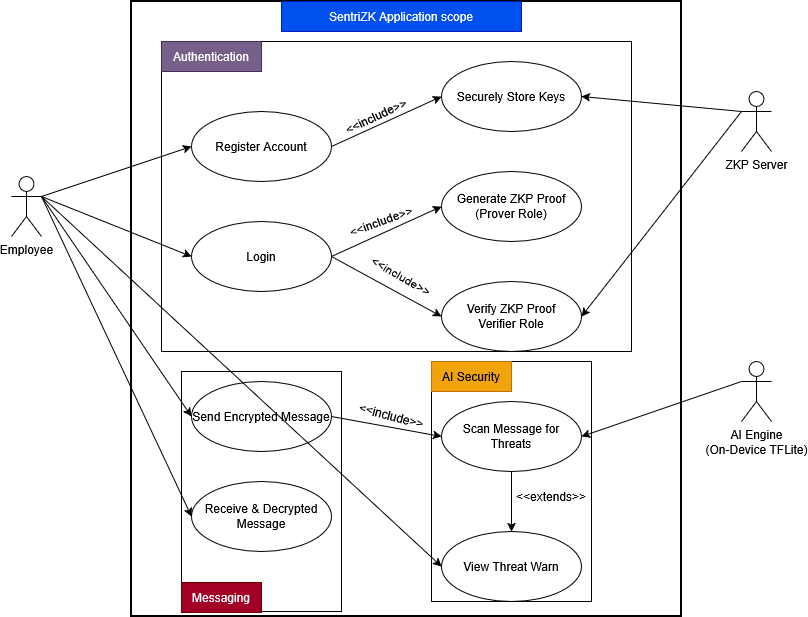 SentriZK Application scope
Authentication
Securely Store Keys
<<include>>
Register Account
ZKP Server
Generate ZKP Proof
(Prover Role)
<<include>>
Employee
Login
<<include>>
Verify ZKP Proof
Verifier Role
AI Security
Send Encrypted Message
<<include>>
Scan Message for
Threats
AI Engine
(On-Device TFLite)
<<extends>>
Receive & Decrypted
Message
View Threat Warn
Messaging